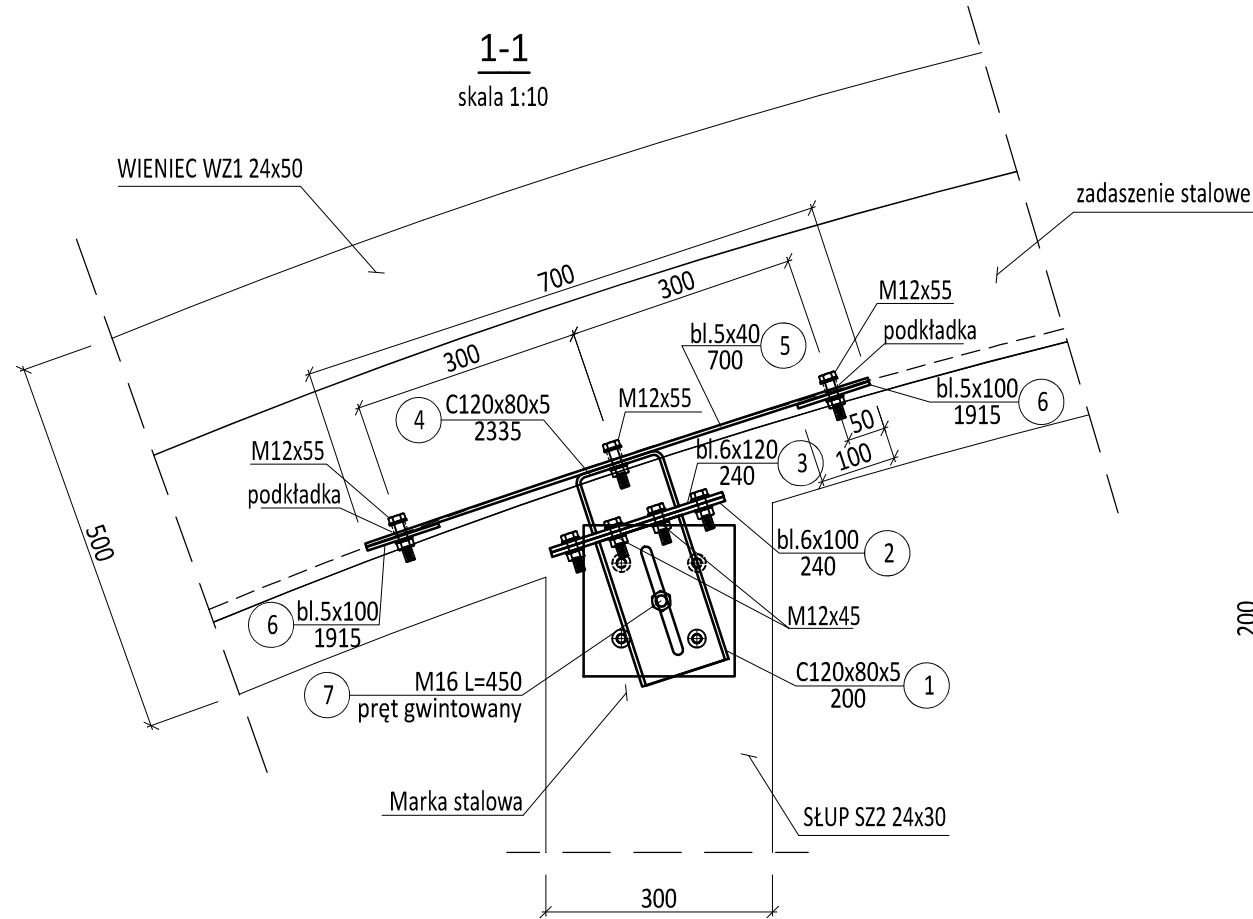 1-1
skala 1:10
WIENIEC WZ1 24x50
zadaszenie stalowe
700
300
M12x55
podkładka
bl.5x40
700
5
300
bl.5x100
1915
6
4
C120x80x5
2335
M12x55
50
100
M12x55
podkładka
bl.6x120
240
3
500
bl.6x100
240
2
6
bl.5x100
1915
M12x45
200
7
M16 L=450
pręt gwintowany
C120x80x5
200
1
Marka stalowa
SŁUP SZ2 24x30
300